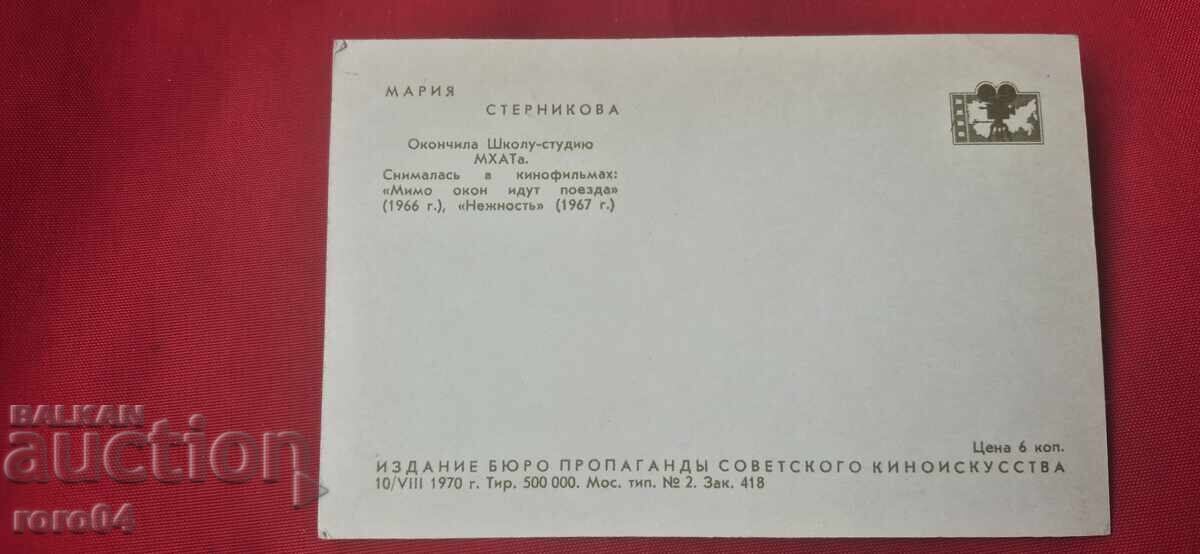 МАРИЯ
СТЕРНИКОВА
Окончила Школу-студию
МХАТа.
Снималась в кинофильмах:
«Мимо окон идут поезда»
(1966 г.), «Нежность» (1967 г.)
Цена 6 коп.
ИЗДАНИЕ БЮРО ПРОПАГАНДЫ СОВЕТСКОГО КИНОИСКУССТВА
10/VIII 1970 г. Тир. 500 000. Мос. тип. № 2. Зак. 418
BALKAN
auction
roro04